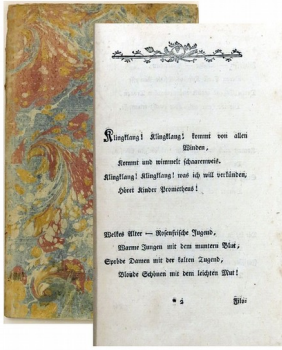 Klingklang! Klingklang! kommt von allen
Winden,
Kommt und wimmelt schaarenweis.
Klingklang! Klingklang! was ich will verkünden,
Höret Kinder Prometheus!
Welkes Alter — Rosenfrische Jugend,
Warme Jungen mit dem muntern Blut,
Spröde Damen mit der kalten Tugend,
Blonde Schönen mit dem leichten Mut!